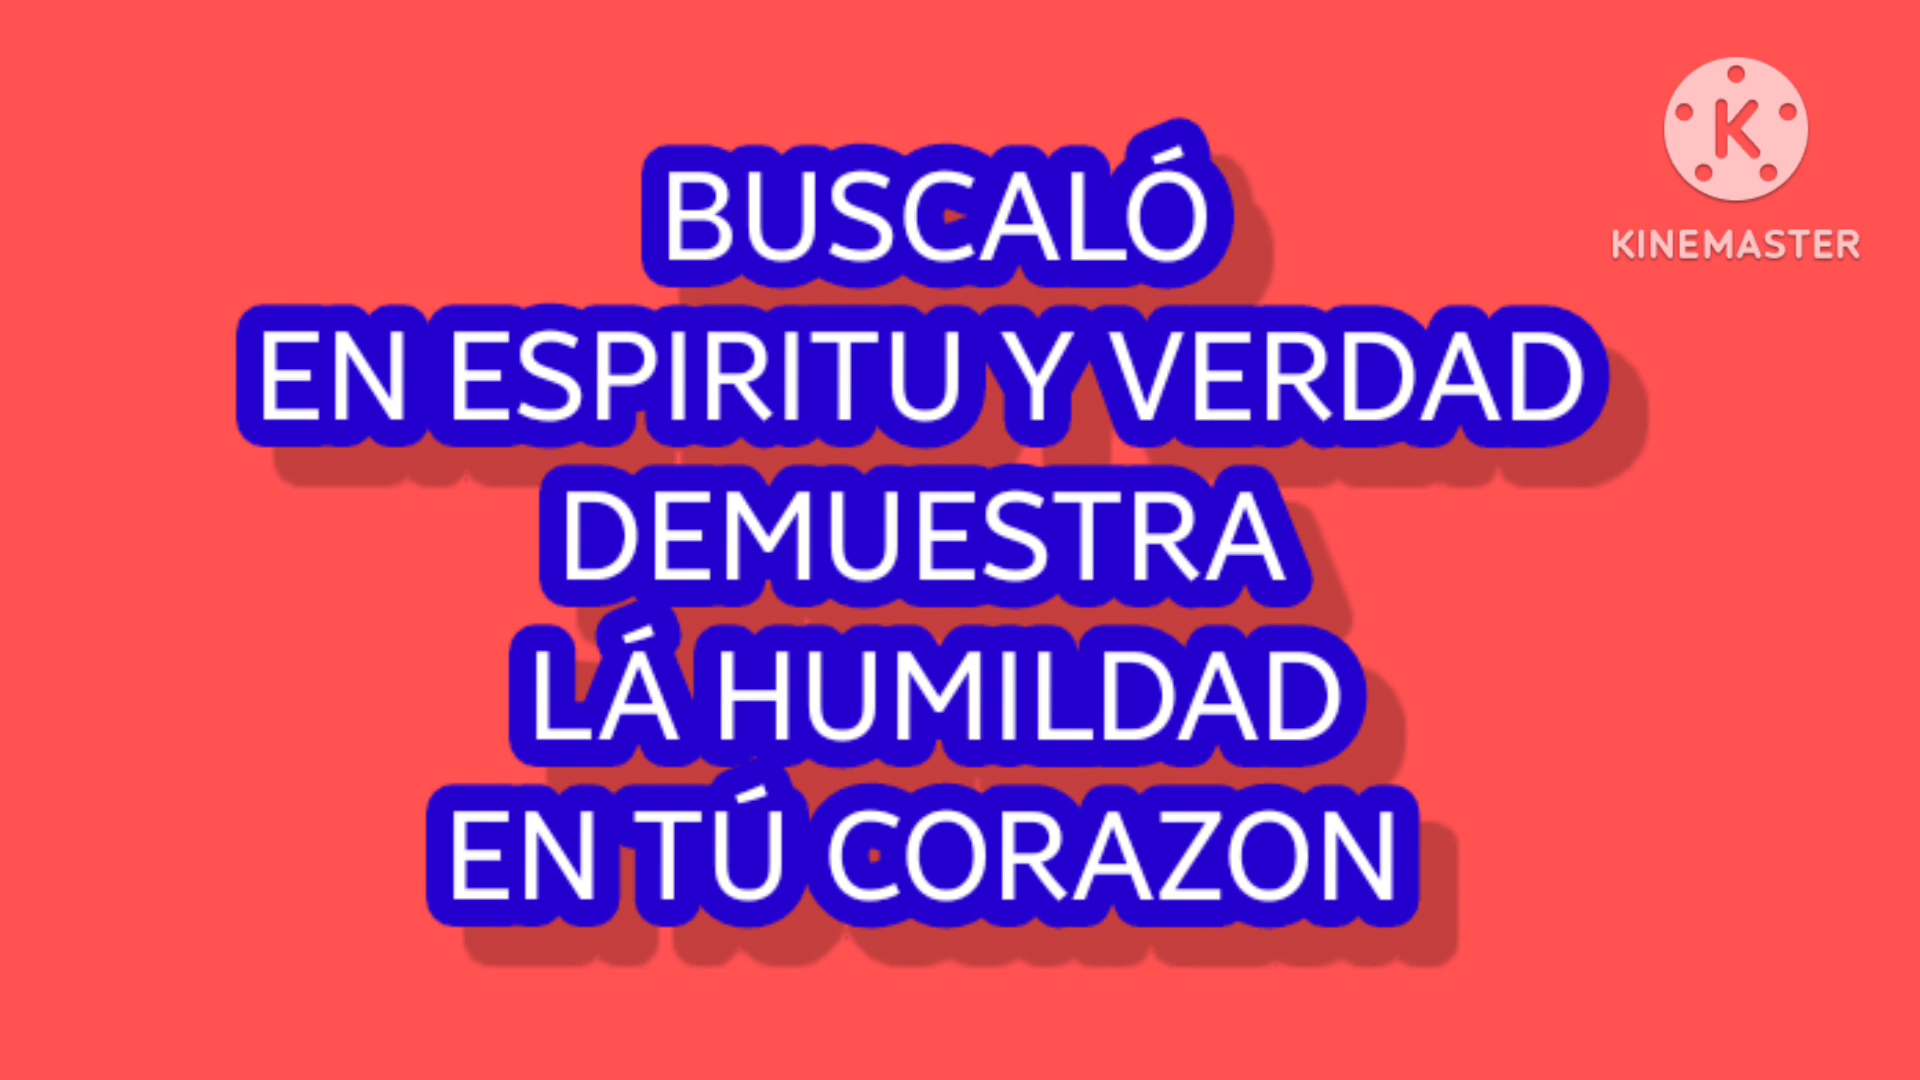 BUSCALÓ
EN ESPIRITU Y VERDAD
DEMUESTRA
LÁ HUMILDAD
EN TÚ CORAZON
K
KINEMASTER